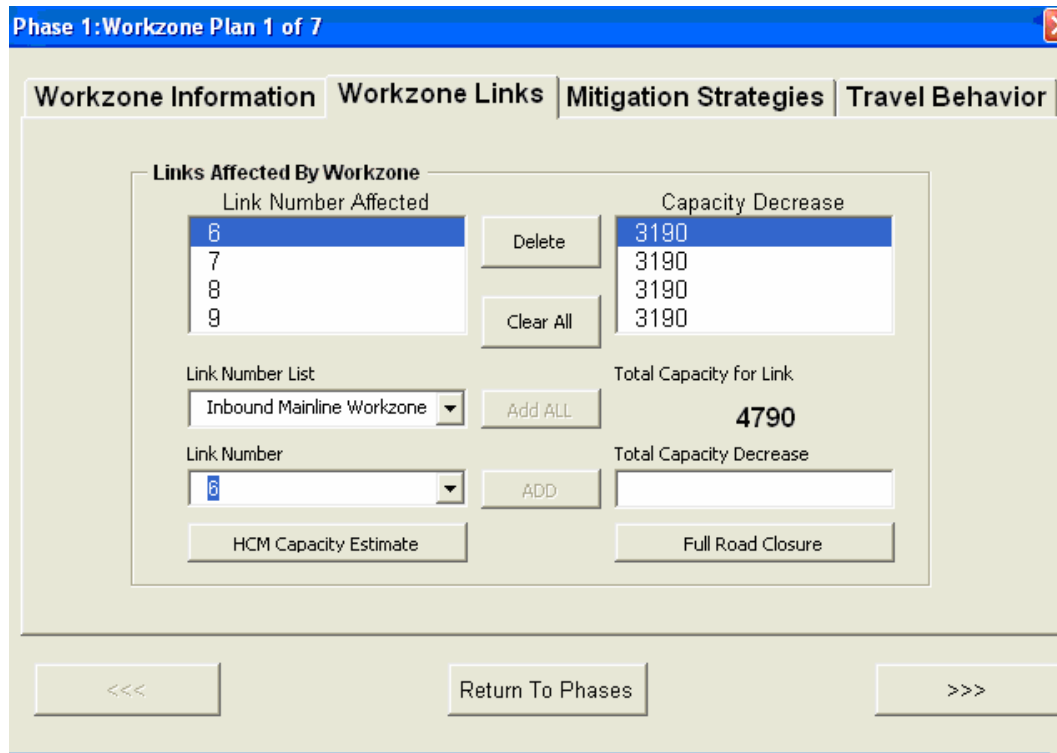 Phase 1:Workzone Plan 1 of 7
Workzone Information Workzone Links Mitigation Strategies Travel Behavior
Links Affected By Workzone
Link Number Affected Capacity Decrease
6 3190
7 3190
8 3190
9 3190
Delete
Clear All
Link Number List Total Capacity for Link
Inbound Mainline Workzone Add ALL 4790
Link Number Total Capacity Decrease
6 ADD
HCM Capacity Estimate Full Road Closure
<<< Return To Phases >>>